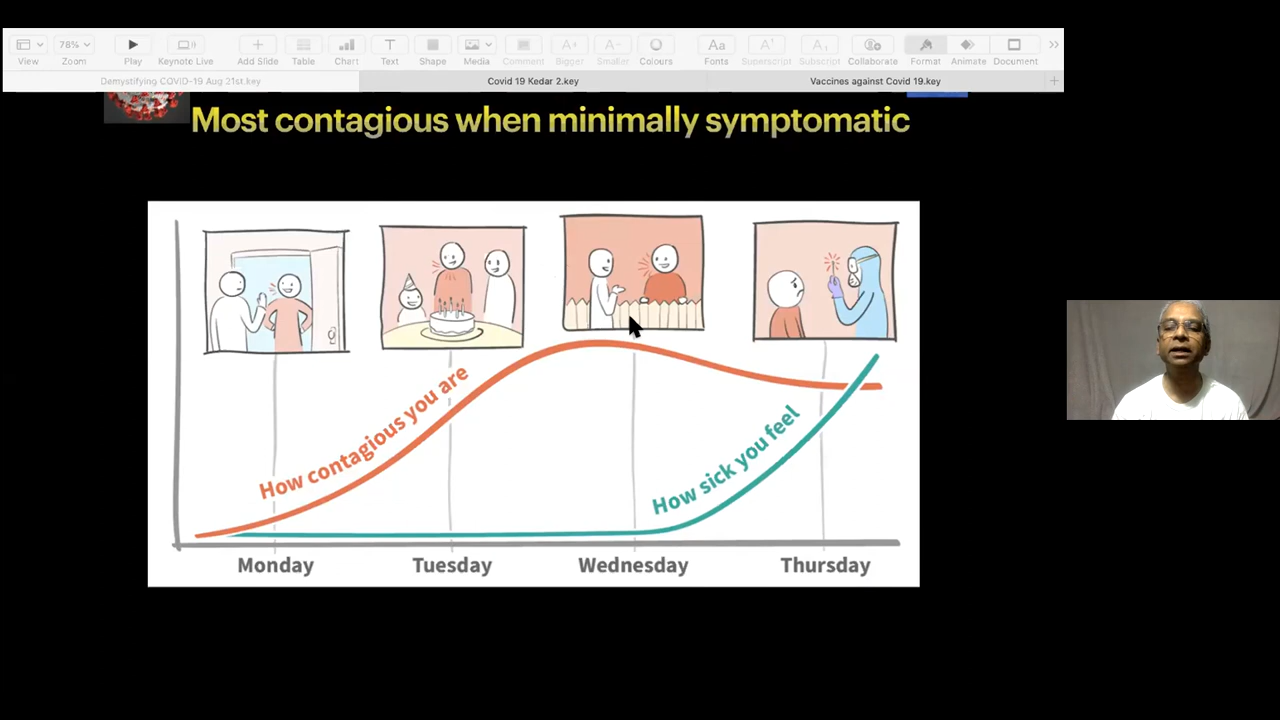 78%
View
Zoom
Play
Keynote Live
Add Slide
Table
Chart
Text
Shape
Media
Comment
Bigger
Smaller
Colours
Fonts
Superscript
Subscript
Collaborate
Format
Animate
Document
Demystifying COVID-19 Aug 21st.key
Covid 19 Kedar 2.key
Vaccines against Covid 19.key
Most contagious when minimally symptomatic
How contagious you are
How sick you feel
Monday
Tuesday
Wednesday
Thursday